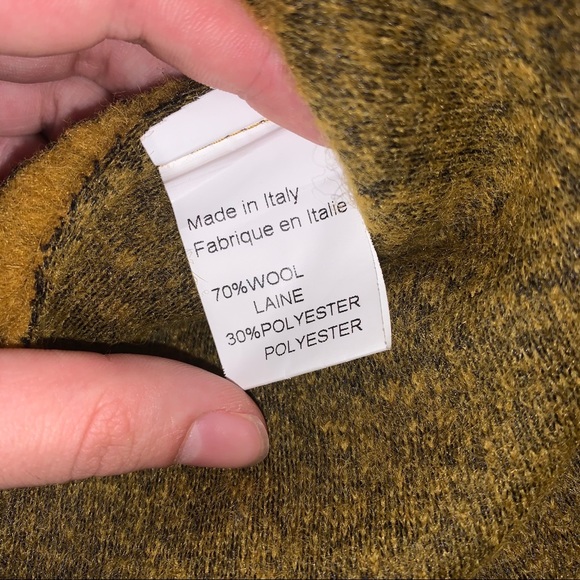 Made in Italy
Fabrique en Italie
70%WOOL
LAINE
30%POLYESTER
POLYESTER